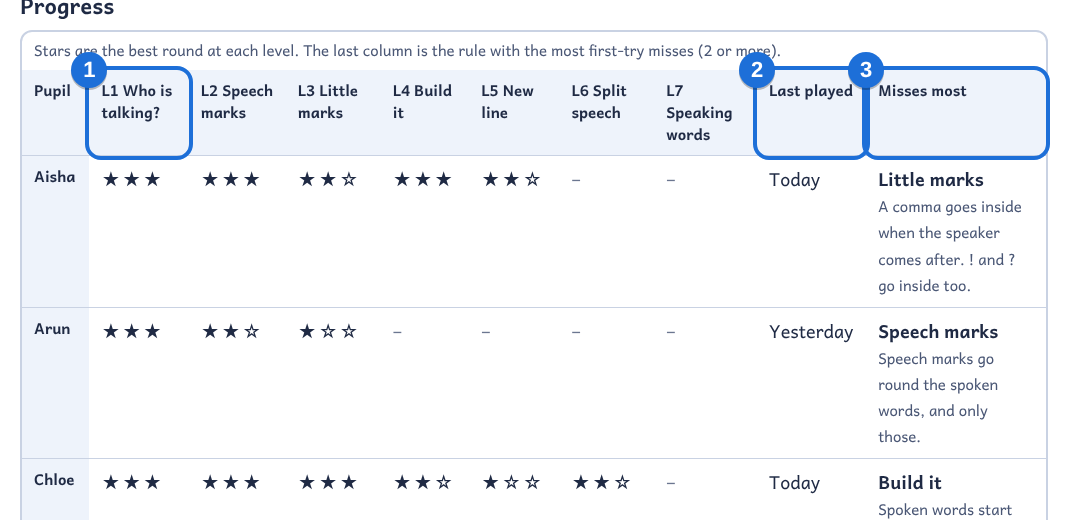 Progress
Stars are the best round at each level. The last column is the rule with the most first-try misses (2 or more).
1 2 3
Pupil L1 Who is talking? L2 Speech marks L3 Little marks L4 Build it L5 New line L6 Split speech L7 Speaking words Last played Misses most
Aisha ★★★ ★★★ ★★☆ ★★★ ★★☆ – – Today Little marks
A comma goes inside
when the speaker
comes after. ! and ?
go inside too.
Arun ★★★ ★★☆ ★☆☆ – – – – Yesterday Speech marks
Speech marks go
round the spoken
words, and only
those.
Chloe ★★★ ★★★ ★★★ ★★☆ ★☆☆ ★★☆ – Today Build it
Spoken words start